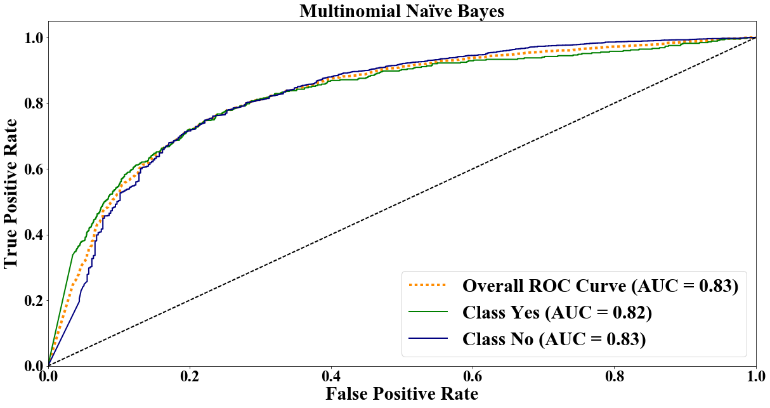 Multinomial Naïve Bayes
True Positive Rate
1.0
0.8
0.6
0.4
0.2
0.0
Overall ROC Curve (AUC = 0.83)
Class Yes (AUC = 0.82)
Class No (AUC = 0.83)
0.0 0.2 0.4 0.6 0.8 1.0
False Positive Rate